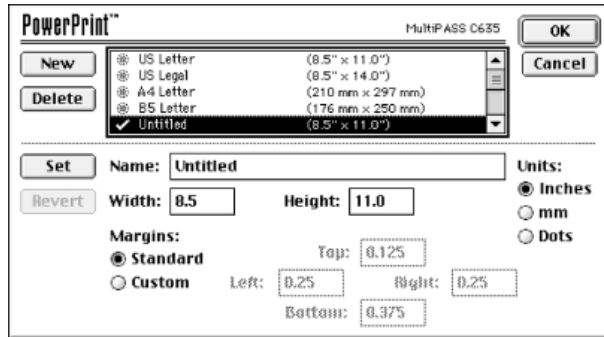 PowerPrint™ MultiPASS C635 OK
New Cancel
Delete
US Letter (8.5" x 11.0")
US Legal (8.5" x 14.0")
A4 Letter (210 mm x 297 mm)
B5 Letter (176 mm x 250 mm)
Untitled (8.5" x 11.0")
Set Name: Untitled Units:
Revert Width: 8.5 Height: 11.0 Inches
mm
Margins: Dots
Standard Top: 0.125
Custom Left: 0.25 Right: 0.25
Bottom: 0.375